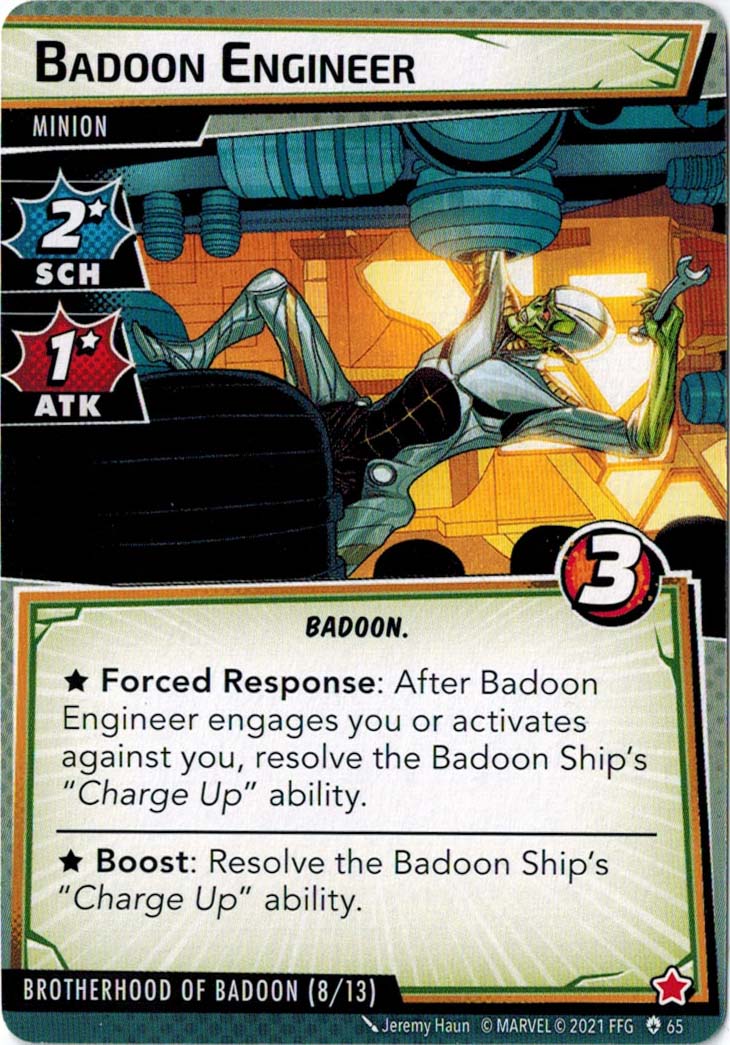 BADOON ENGINEER
MINION
2
SCH
1
ATK
3
BADOON.
★ Forced Response: After Badoon
Engineer engages you or activates
against you, resolve the Badoon Ship's
"Charge Up" ability.
★ Boost: Resolve the Badoon Ship's
"Charge Up" ability.
BROTHERHOOD OF BADOON (8/13)
Jeremy Haun © MARVEL © 2021 FFG 65